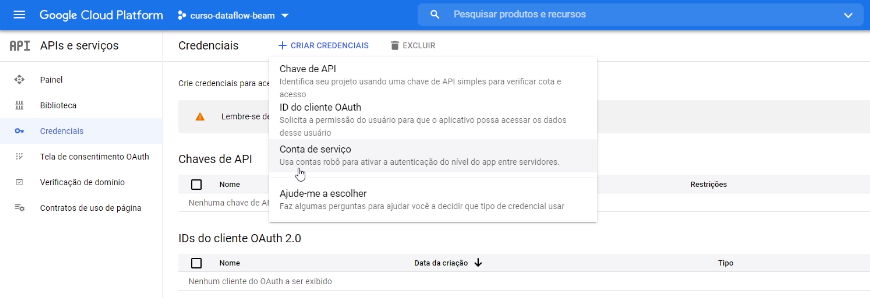 Google Cloud Platform
curso-dataflow-beam
Pesquisar produtos e recursos
API APIs e serviços
Credenciais
CRIAR CREDENCIAIS
EXCLUIR
Painel
Biblioteca
Credenciais
Tela de consentimento OAuth
Verificação de domínio
Contratos de uso de página
Crie credenciais para
Lembre-se
Chave de API
Identifica seu projeto usando uma chave de API simples para verificar cota e
acesso
ID do cliente OAuth
Solicita a permissão do usuário para que o aplicativo possa acessar os dados
desse usuário
Conta de serviço
Usa contas robô para ativar a autenticação do nível do app entre servidores.
Ajude-me a escolher
Faz algumas perguntas para ajudar você a decidir que tipo de credencial usar
Chaves de API
Nome
Restrições
Nenhuma chave de
IDs do cliente OAuth 2.0
Nome
Data da criação
Tipo
Nenhum cliente do OAuth a ser exibido